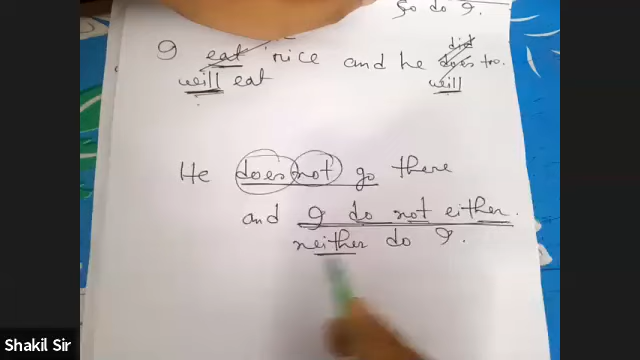 So do I.
I eat rice and he does too.
did
will eat
will
He does not go there
and I do not either.
neither do I.
Shakil Sir